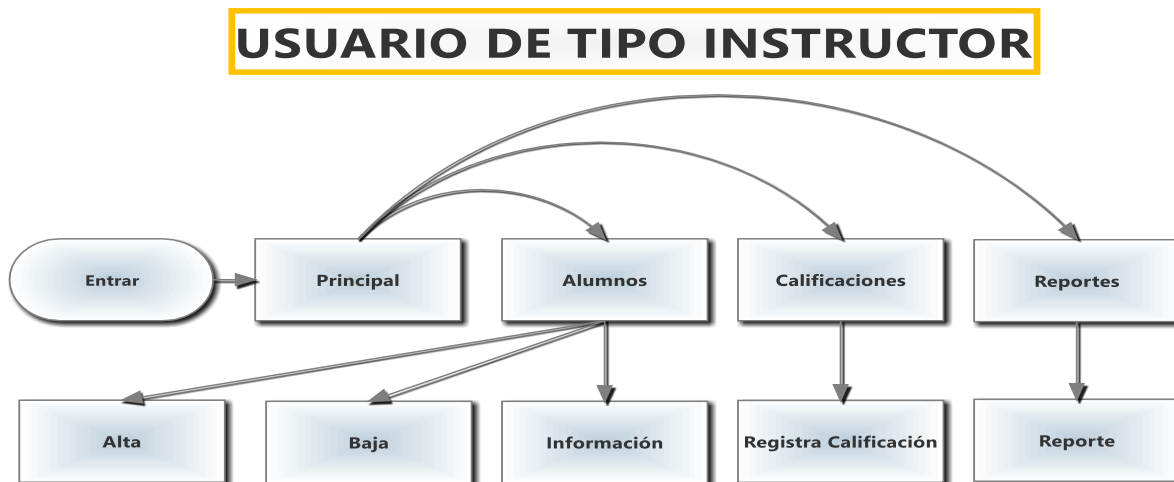 USUARIO DE TIPO INSTRUCTOR
Entrar
Principal
Alumnos
Calificaciones
Reportes
Alta
Baja
Información
Registra Calificación
Reporte